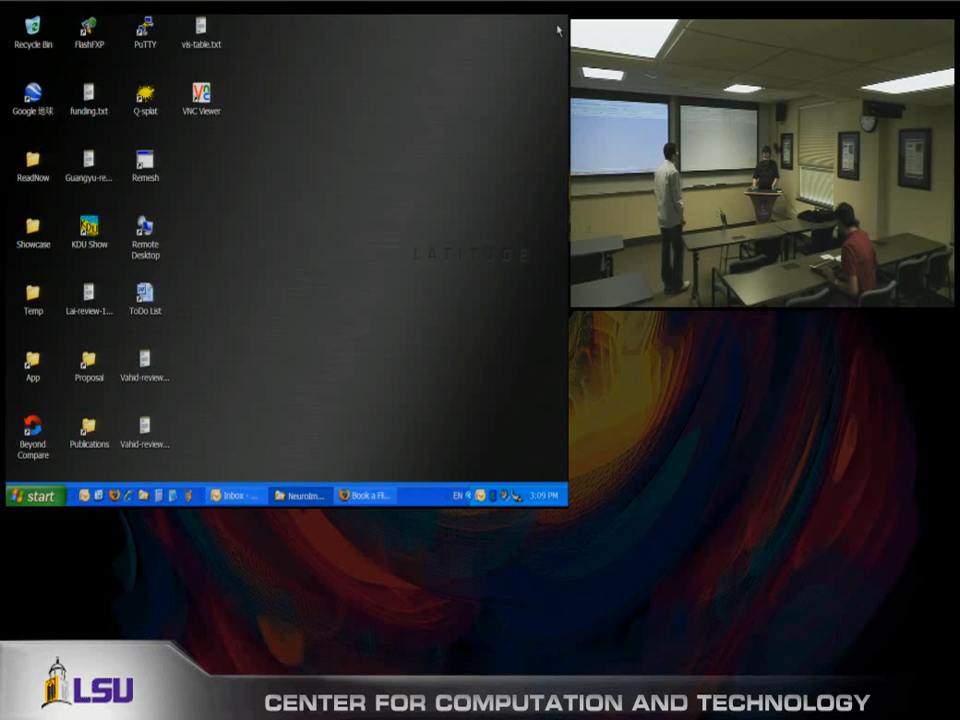 Recycle Bin
FlashFXP
PuTTY
vis-table.txt
Google 地球
funding.txt
Q-splat
VNC Viewer
ReadNow
Guangyu-re...
Remesh
Showcase
KDU Show
Remote
Desktop
Temp
Lai-review-1...
ToDo List
App
Proposal
Vahid-review...
Beyond
Compare
Publications
Vahid-review...
LATITUDE
start
Inbox - ...
NeuroIm...
Book a Fl...
EN
3:09 PM
LSU
CENTER FOR COMPUTATION AND TECHNOLOGY